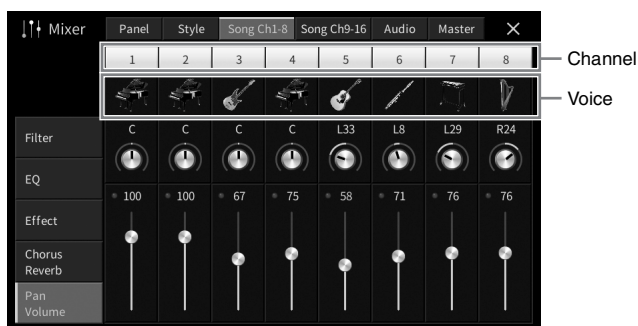 Mixer
Panel Style Song Ch1-8 Song Ch9-16 Audio Master
1 2 3 4 5 6 7 8
Channel
Voice
Filter
C C C C L33 L8 L29 R24
EQ
100 100 67 75 58 71 76 76
Effect
Chorus
Reverb
Pan
Volume